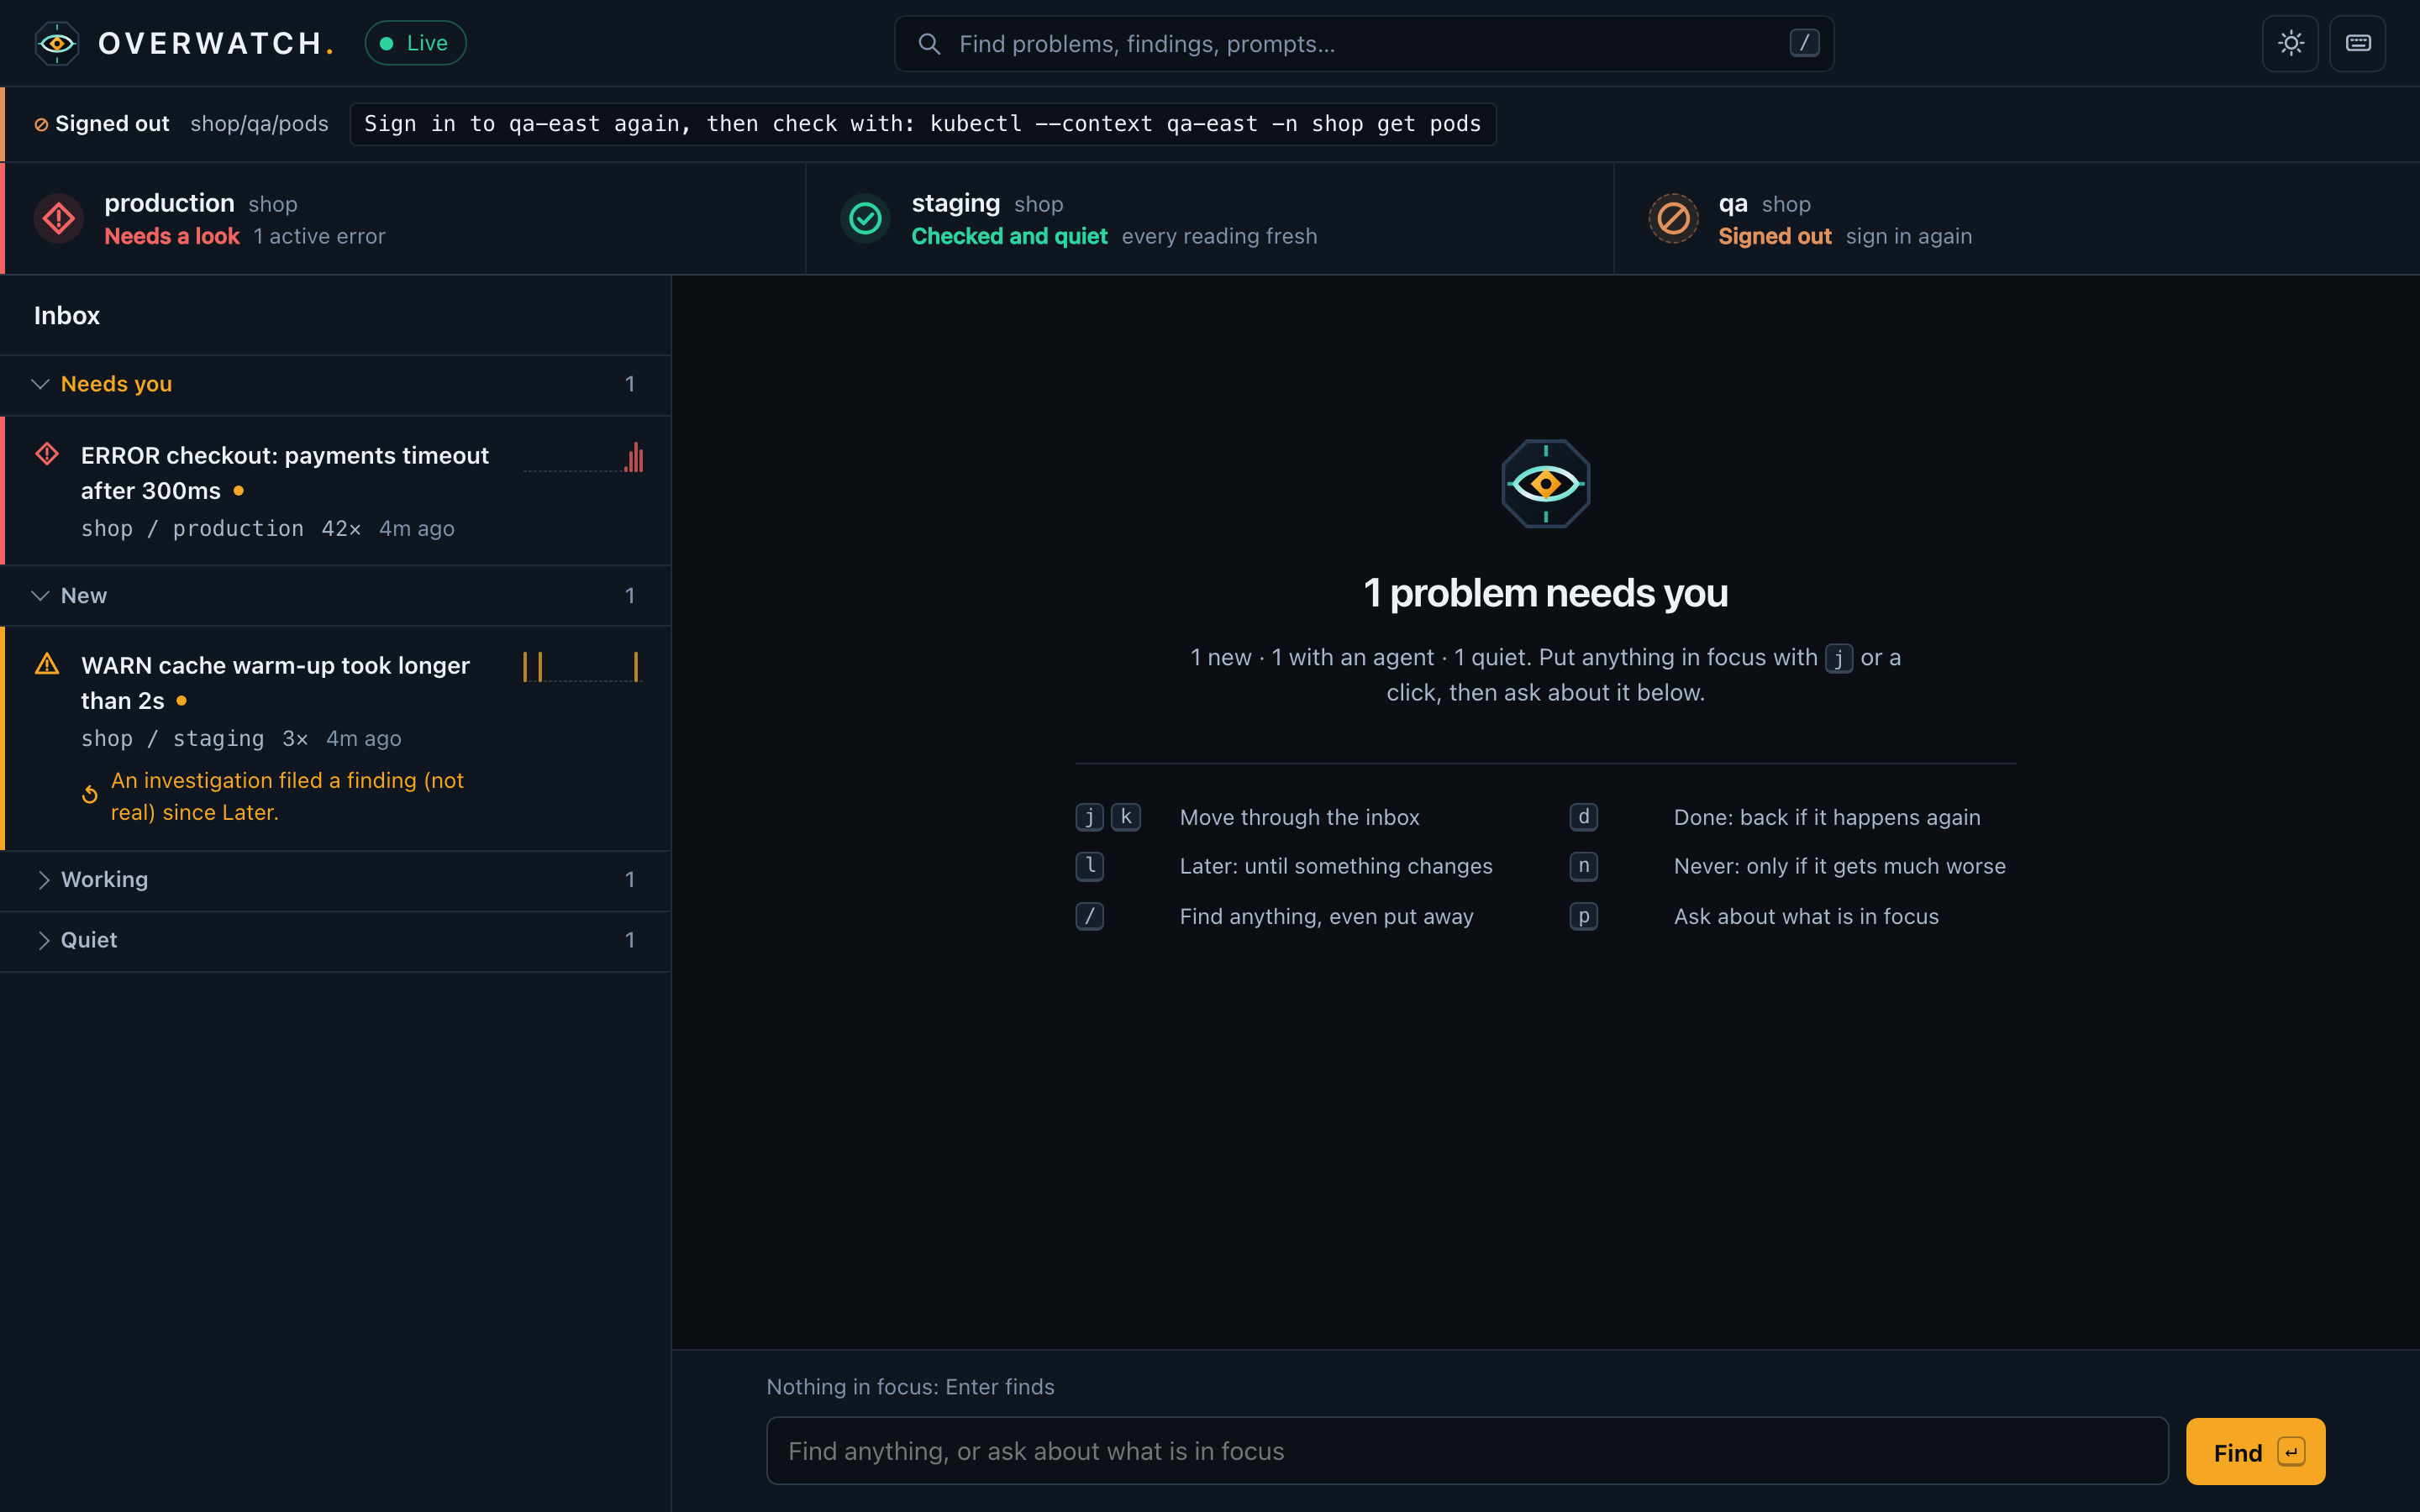 OVERWATCH.
Live
Find problems, findings, prompts...
/
Signed out shop/qa/pods Sign in to qa-east again, then check with: kubectl --context qa-east -n shop get pods
production shop
Needs a look 1 active error
staging shop
Checked and quiet every reading fresh
qa shop
Signed out sign in again
Inbox
Needs you 1
ERROR checkout: payments timeout
after 300ms
shop / production 42× 4m ago
New 1
WARN cache warm-up took longer
than 2s
shop / staging 3× 4m ago
An investigation filed a finding (not
real) since Later.
Working 1
Quiet 1
1 problem needs you
1 new · 1 with an agent · 1 quiet. Put anything in focus with j or a
click, then ask about it below.
j k Move through the inbox
d Done: back if it happens again
l Later: until something changes
n Never: only if it gets much worse
/ Find anything, even put away
p Ask about what is in focus
Nothing in focus: Enter finds
Find anything, or ask about what is in focus
Find ↵